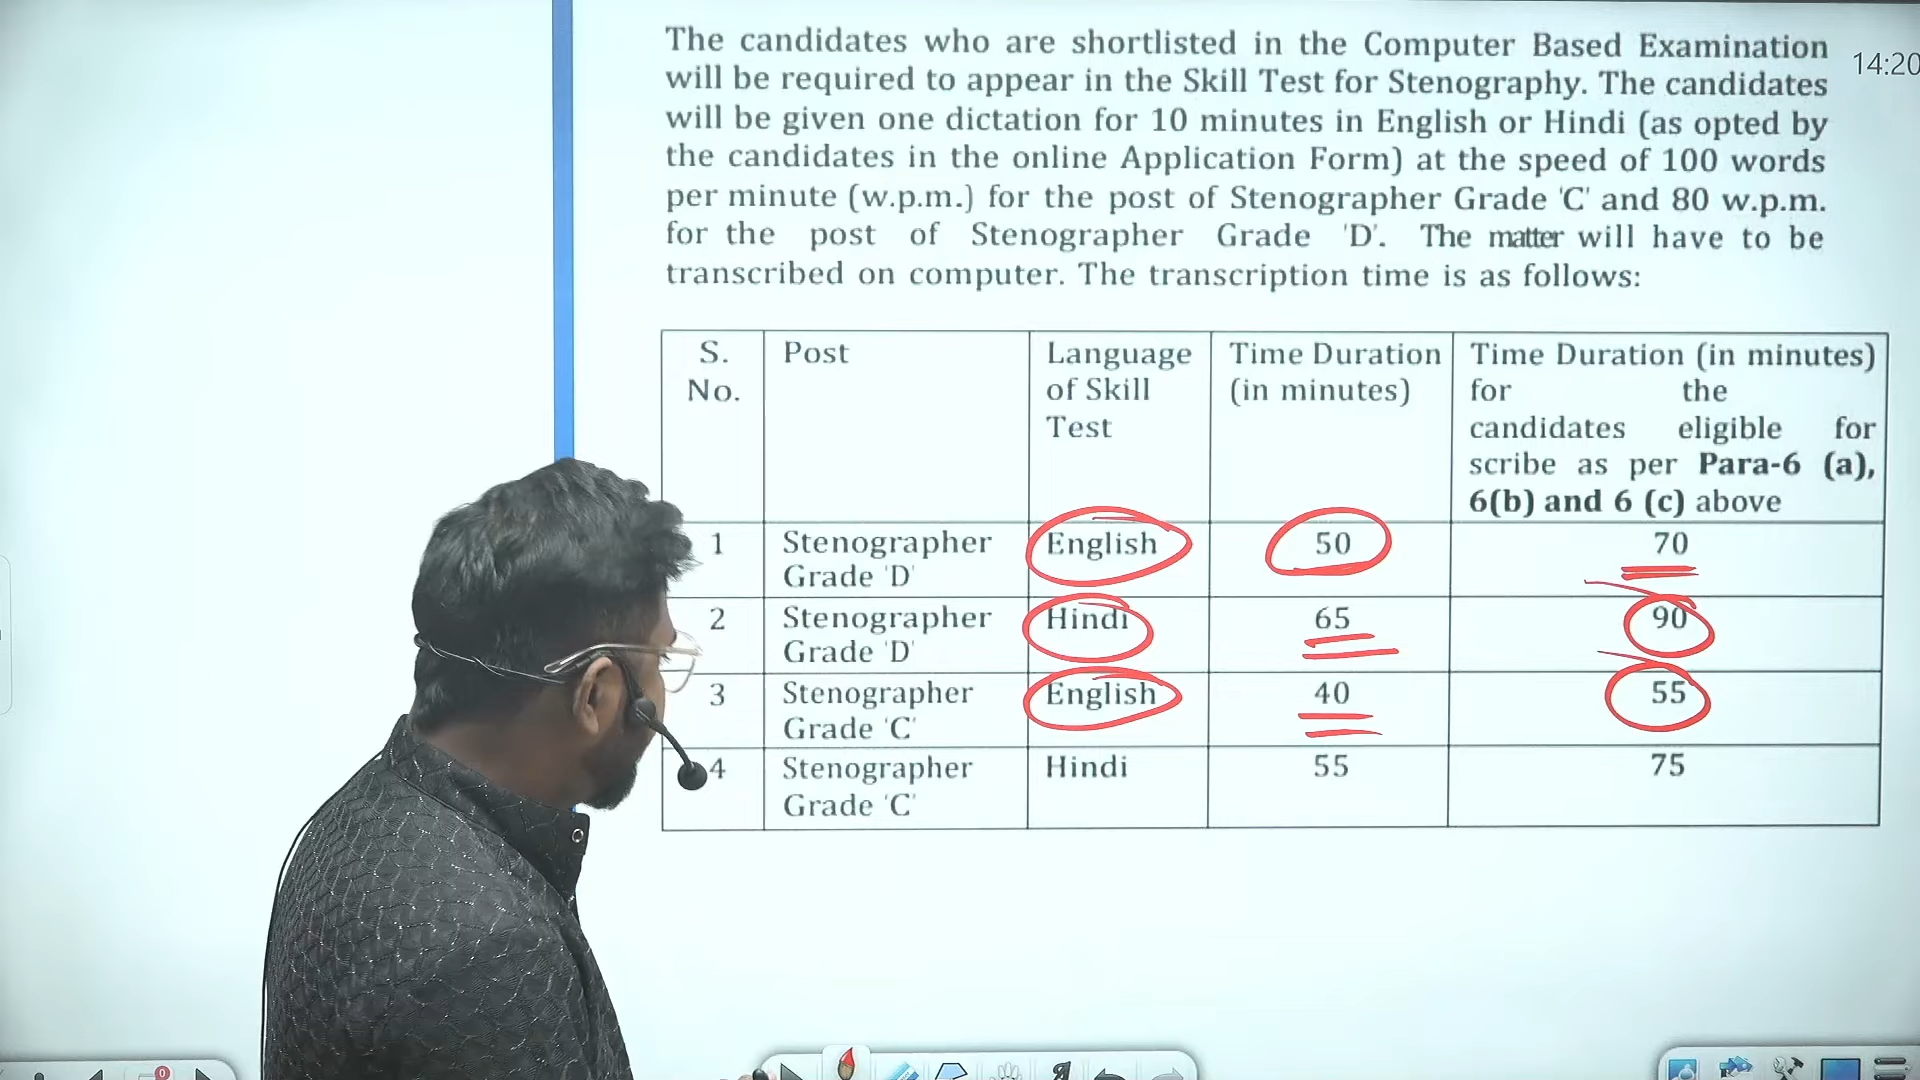 The candidates who are shortlisted in the Computer Based Examination
14:20
will be required to appear in the Skill Test for Stenography. The candidates
will be given one dictation for 10 minutes in English or Hindi (as opted by
the candidates in the online Application Form) at the speed of 100 words
per minute (w.p.m.) for the post of Stenographer Grade 'C' and 80 w.p.m.
for the post of Stenographer Grade 'D'. The matter will have to be
transcribed on computer. The transcription time is as follows:
S. No.
Post
Language of Skill Test
Time Duration (in minutes)
Time Duration (in minutes) for the candidates eligible for scribe as per Para-6 (a), 6(b) and 6 (c) above
1 Stenographer Grade 'D' English 50 70
2 Stenographer Grade 'D' Hindi 65 90
3 Stenographer Grade 'C' English 40 55
4 Stenographer Grade 'C' Hindi 55 75
0